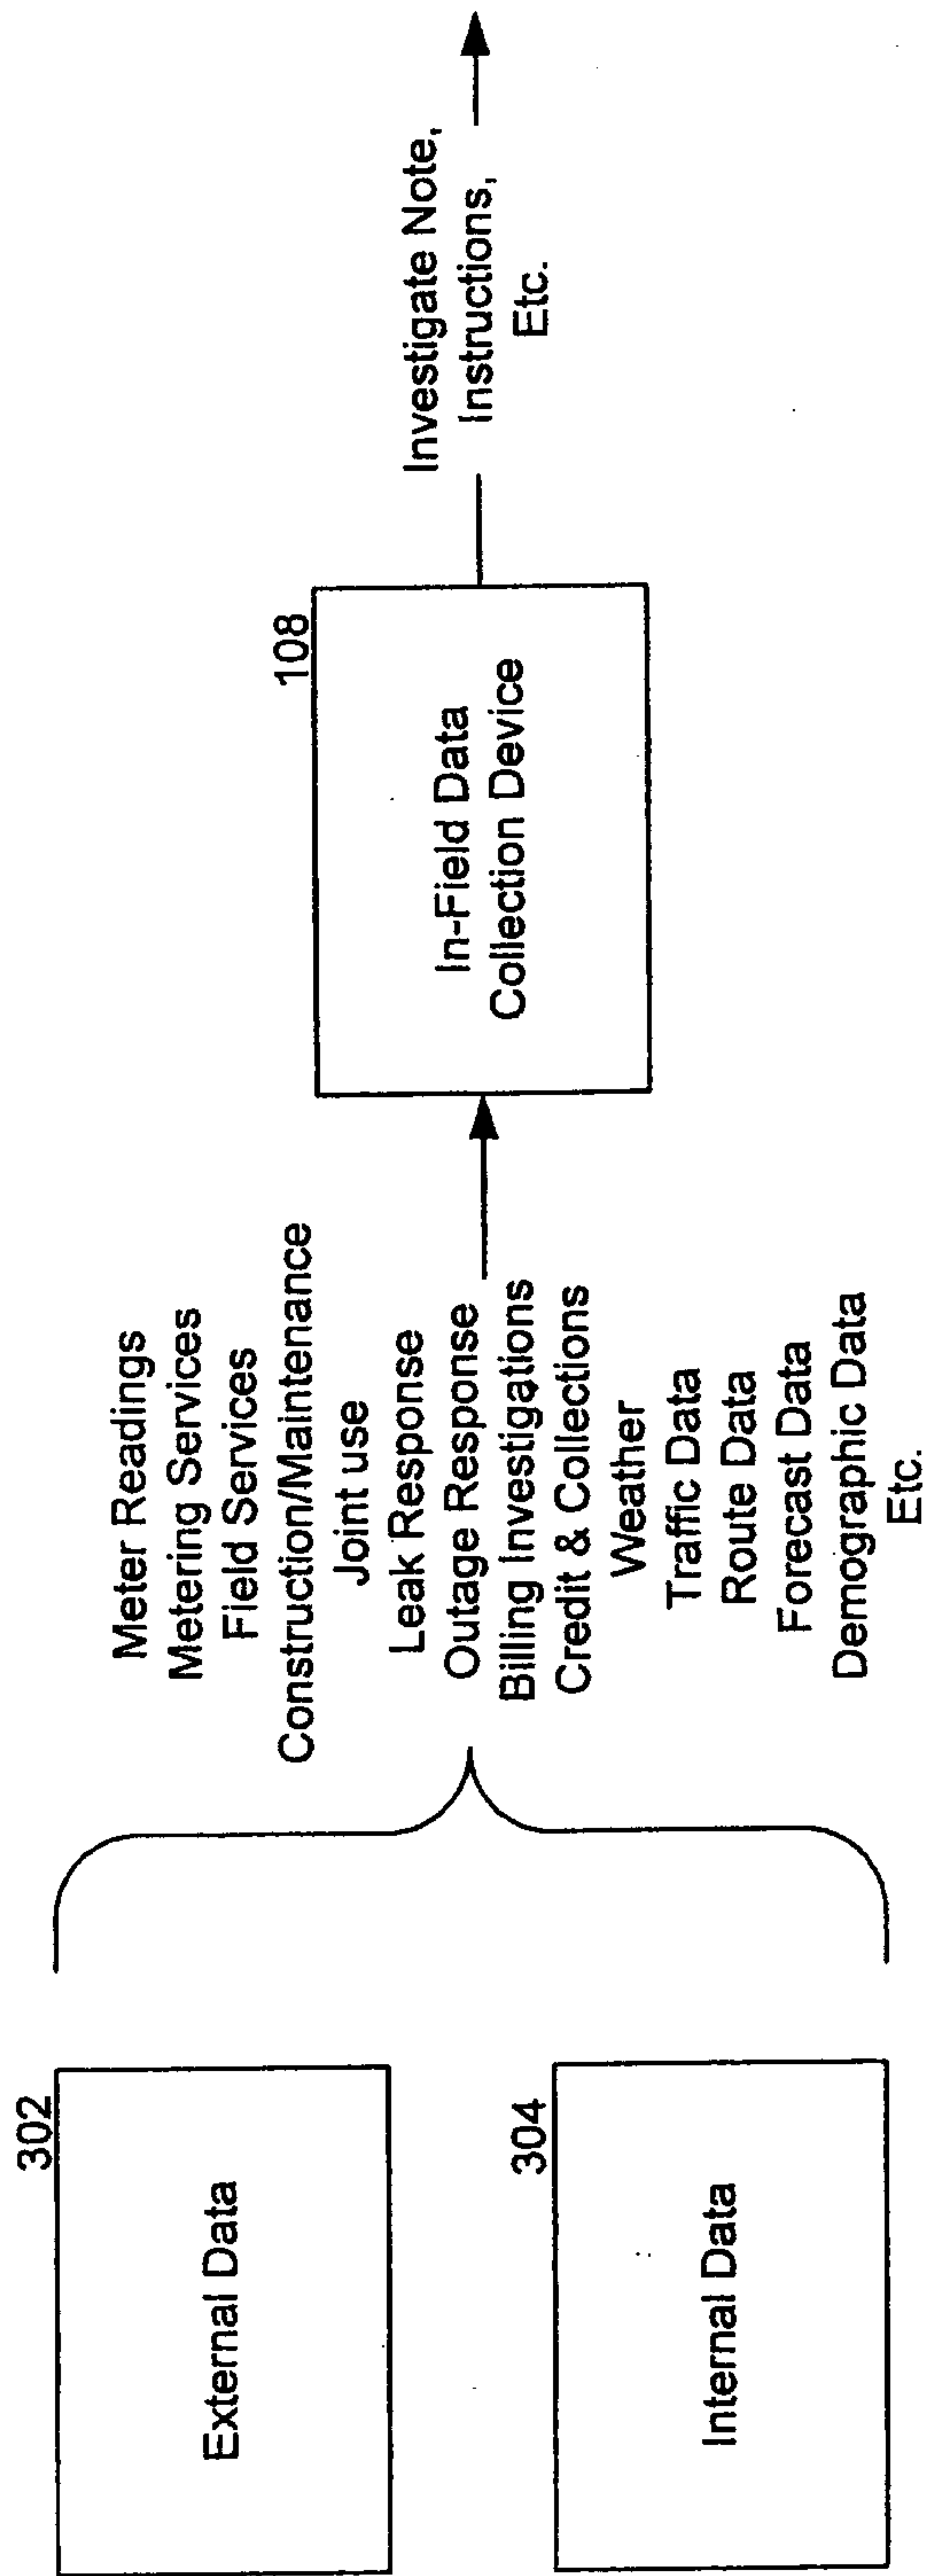 302
External Data
304
Internal Data
Meter Readings
Metering Services
Field Services
Construction/Maintenance
Joint use
Leak Response
Outage Response
Billing Investigations
Credit & Collections
Weather
Traffic Data
Route Data
Forecast Data
Demographic Data
Etc.
108
In-Field Data
Collection Device
Investigate Note,
Instructions,
Etc.